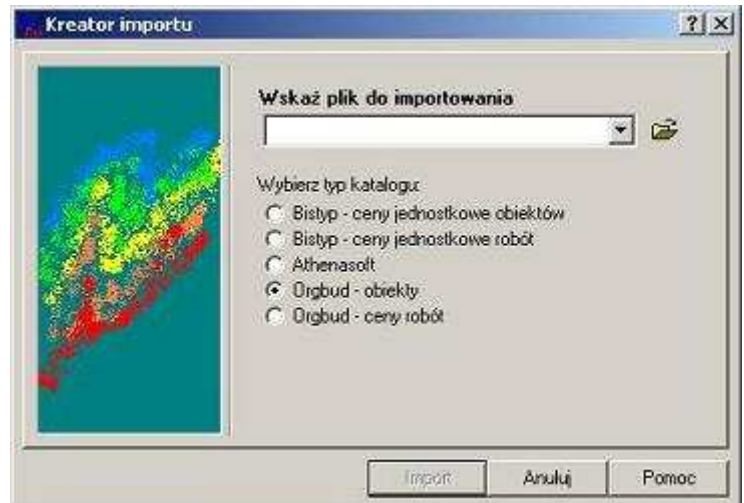 Kreator importu
Wskaż plik do importowania
Wybierz typ katalogu:
Bistyp - ceny jednostkowe obiektów
Bistyp - ceny jednostkowe robót
Athenasoft
Orgbud - obiekty
Orgbud - ceny robót
Import Anuluj Pomoc